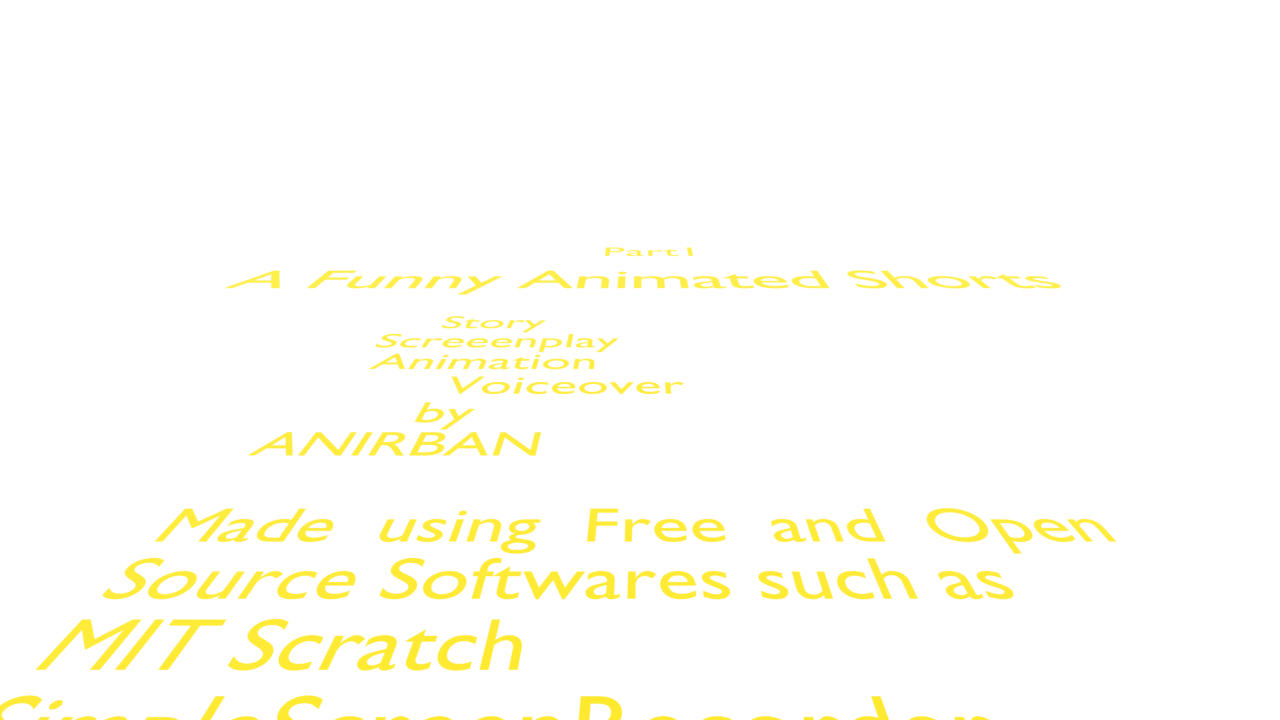 Part I
A Funny Animated Shorts
Story
Screeenplay
Animation
Voiceover
by
ANIRBAN
Made using Free and Open
Source Softwares such as
MIT Scratch
SimpleScreenRecorder